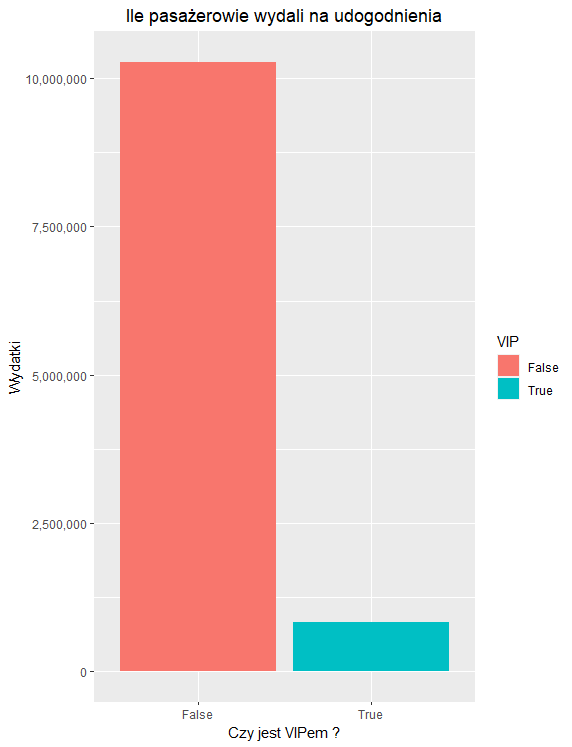 Ile pasażerowie wydali na udogodnienia
Wydatki
10,000,000
7,500,000
5,000,000
2,500,000
0
False
True
Czy jest VIPem ?
VIP
False
True